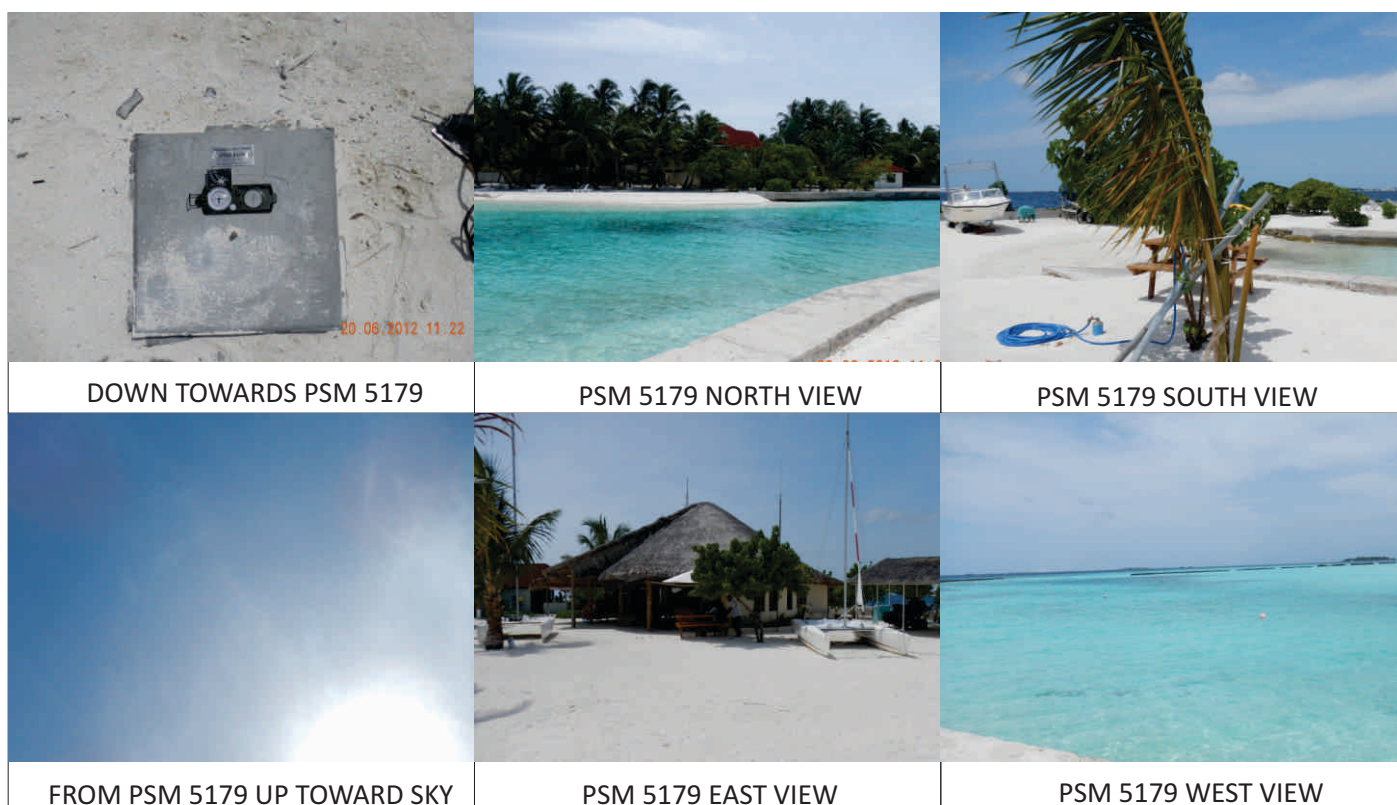 20.06.2012 11.22
DOWN TOWARDS PSM 5179
PSM 5179 NORTH VIEW
PSM 5179 SOUTH VIEW
FROM PSM 5179 UP TOWARD SKY
PSM 5179 EAST VIEW
PSM 5179 WEST VIEW